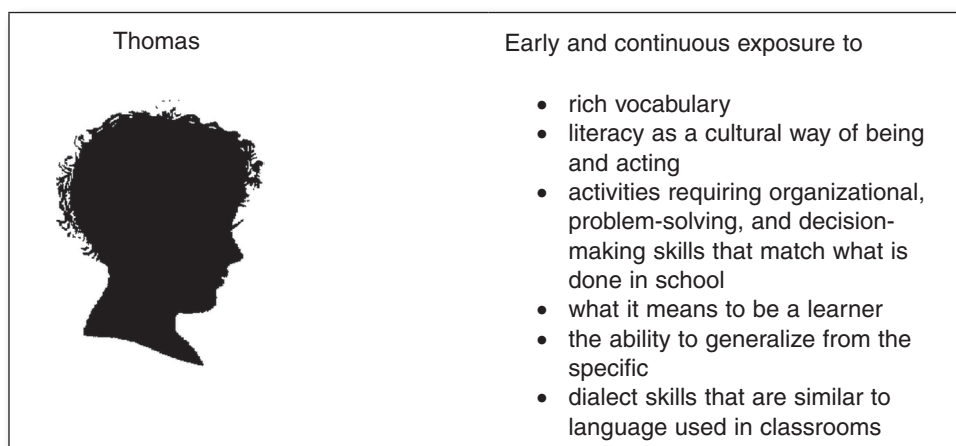 Thomas
Early and continuous exposure to
• rich vocabulary
• literacy as a cultural way of being
and acting
• activities requiring organizational,
problem-solving, and decision-
making skills that match what is
done in school
• what it means to be a learner
• the ability to generalize from the
specific
• dialect skills that are similar to
language used in classrooms